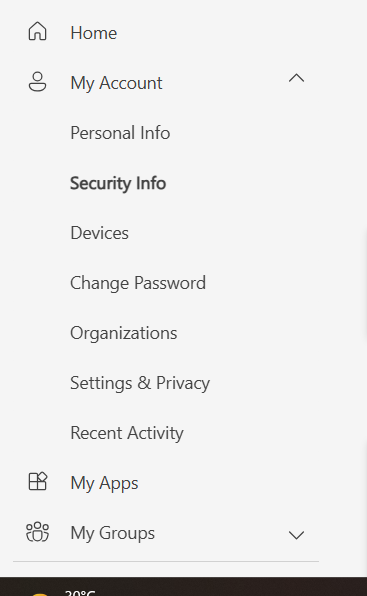 Home
My Account
Personal Info
Security Info
Devices
Change Password
Organizations
Settings & Privacy
Recent Activity
My Apps
My Groups